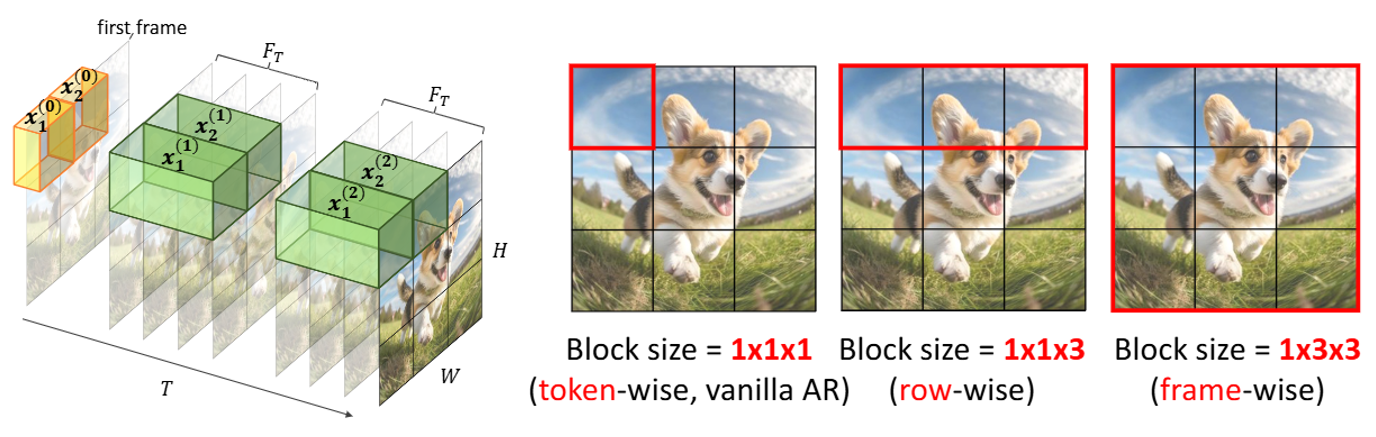 first frame
F_T
F_T
x_1^{(0)}
x_2^{(0)}
x_1^{(1)}
x_2^{(1)}
x_1^{(2)}
x_2^{(2)}
H
W
T
Block size = 1x1x1
(token-wise, vanilla AR)
Block size = 1x1x3
(row-wise)
Block size = 1x3x3
(frame-wise)